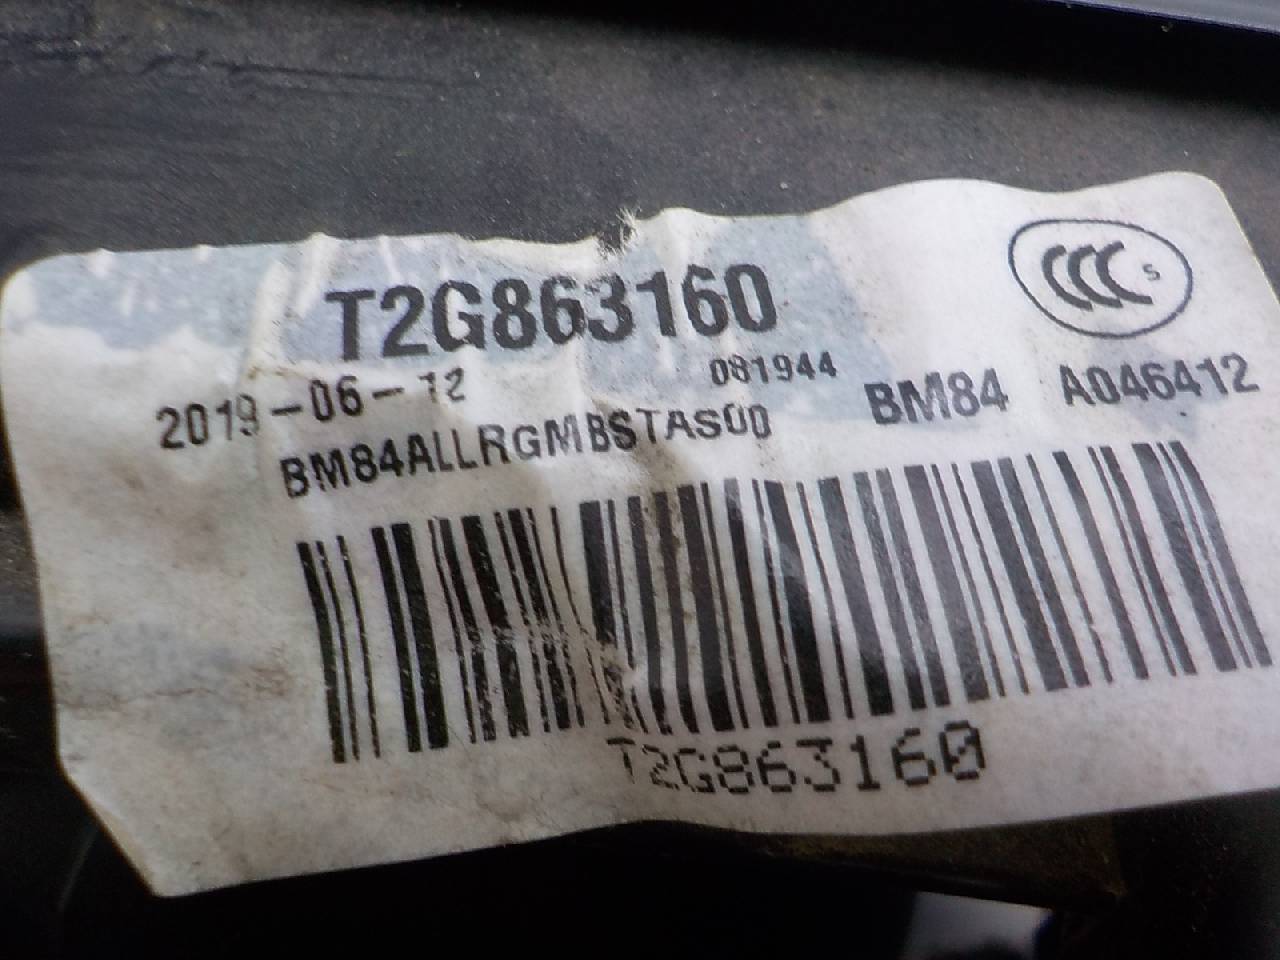 T2G863160
CCC S
2019-06-12
081944
BM84
A046412
BM84ALLRGMBSTAS00
T2G863160